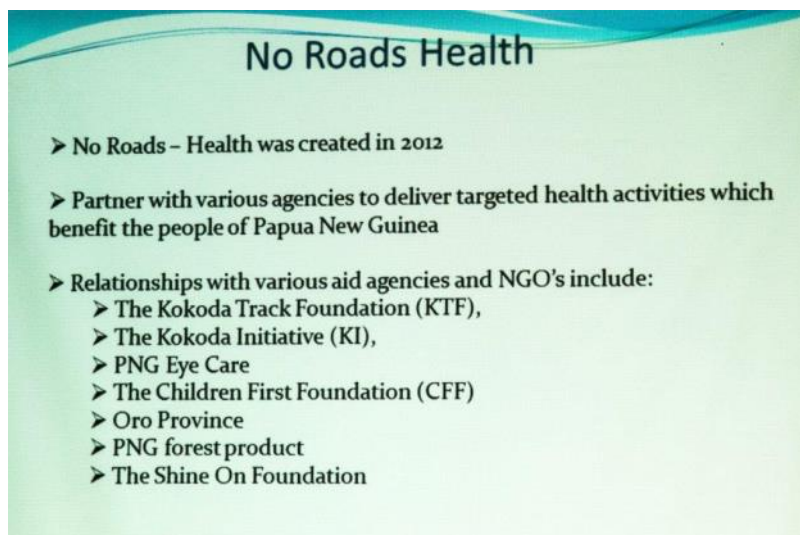 No Roads Health
➢ No Roads – Health was created in 2012
➢ Partner with various agencies to deliver targeted health activities which
benefit the people of Papua New Guinea
➢ Relationships with various aid agencies and NGO's include:
➢ The Kokoda Track Foundation (KTF),
➢ The Kokoda Initiative (KI),
➢ PNG Eye Care
➢ The Children First Foundation (CFF)
➢ Oro Province
➢ PNG forest product
➢ The Shine On Foundation